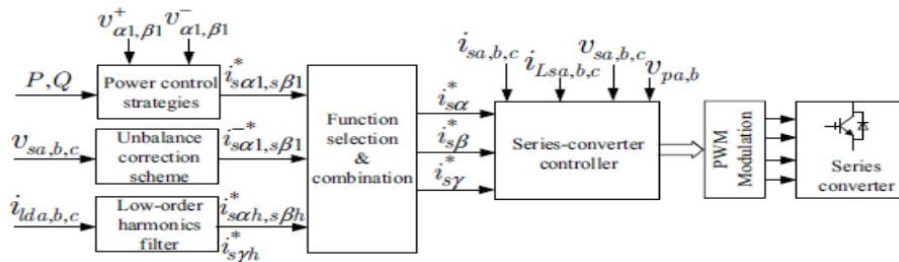 v⁺α1,β1 v⁻α1,β1
P,Q
Power control
strategies
i*sα1,sβ1
vsa,b,c
Unbalance
correction
scheme
i⁻*sα1,sβ1
ilda,b,c
Low-order
harmonics
filter
i*sαh,sβh
i*sγh
Function
selection
&
combination
i*sα
i*sβ
i*sγ
isa,b,c
iLsa,b,c
vsa,b,c
vpa,b
Series-converter
controller
PWM
Modulation
Series
converter